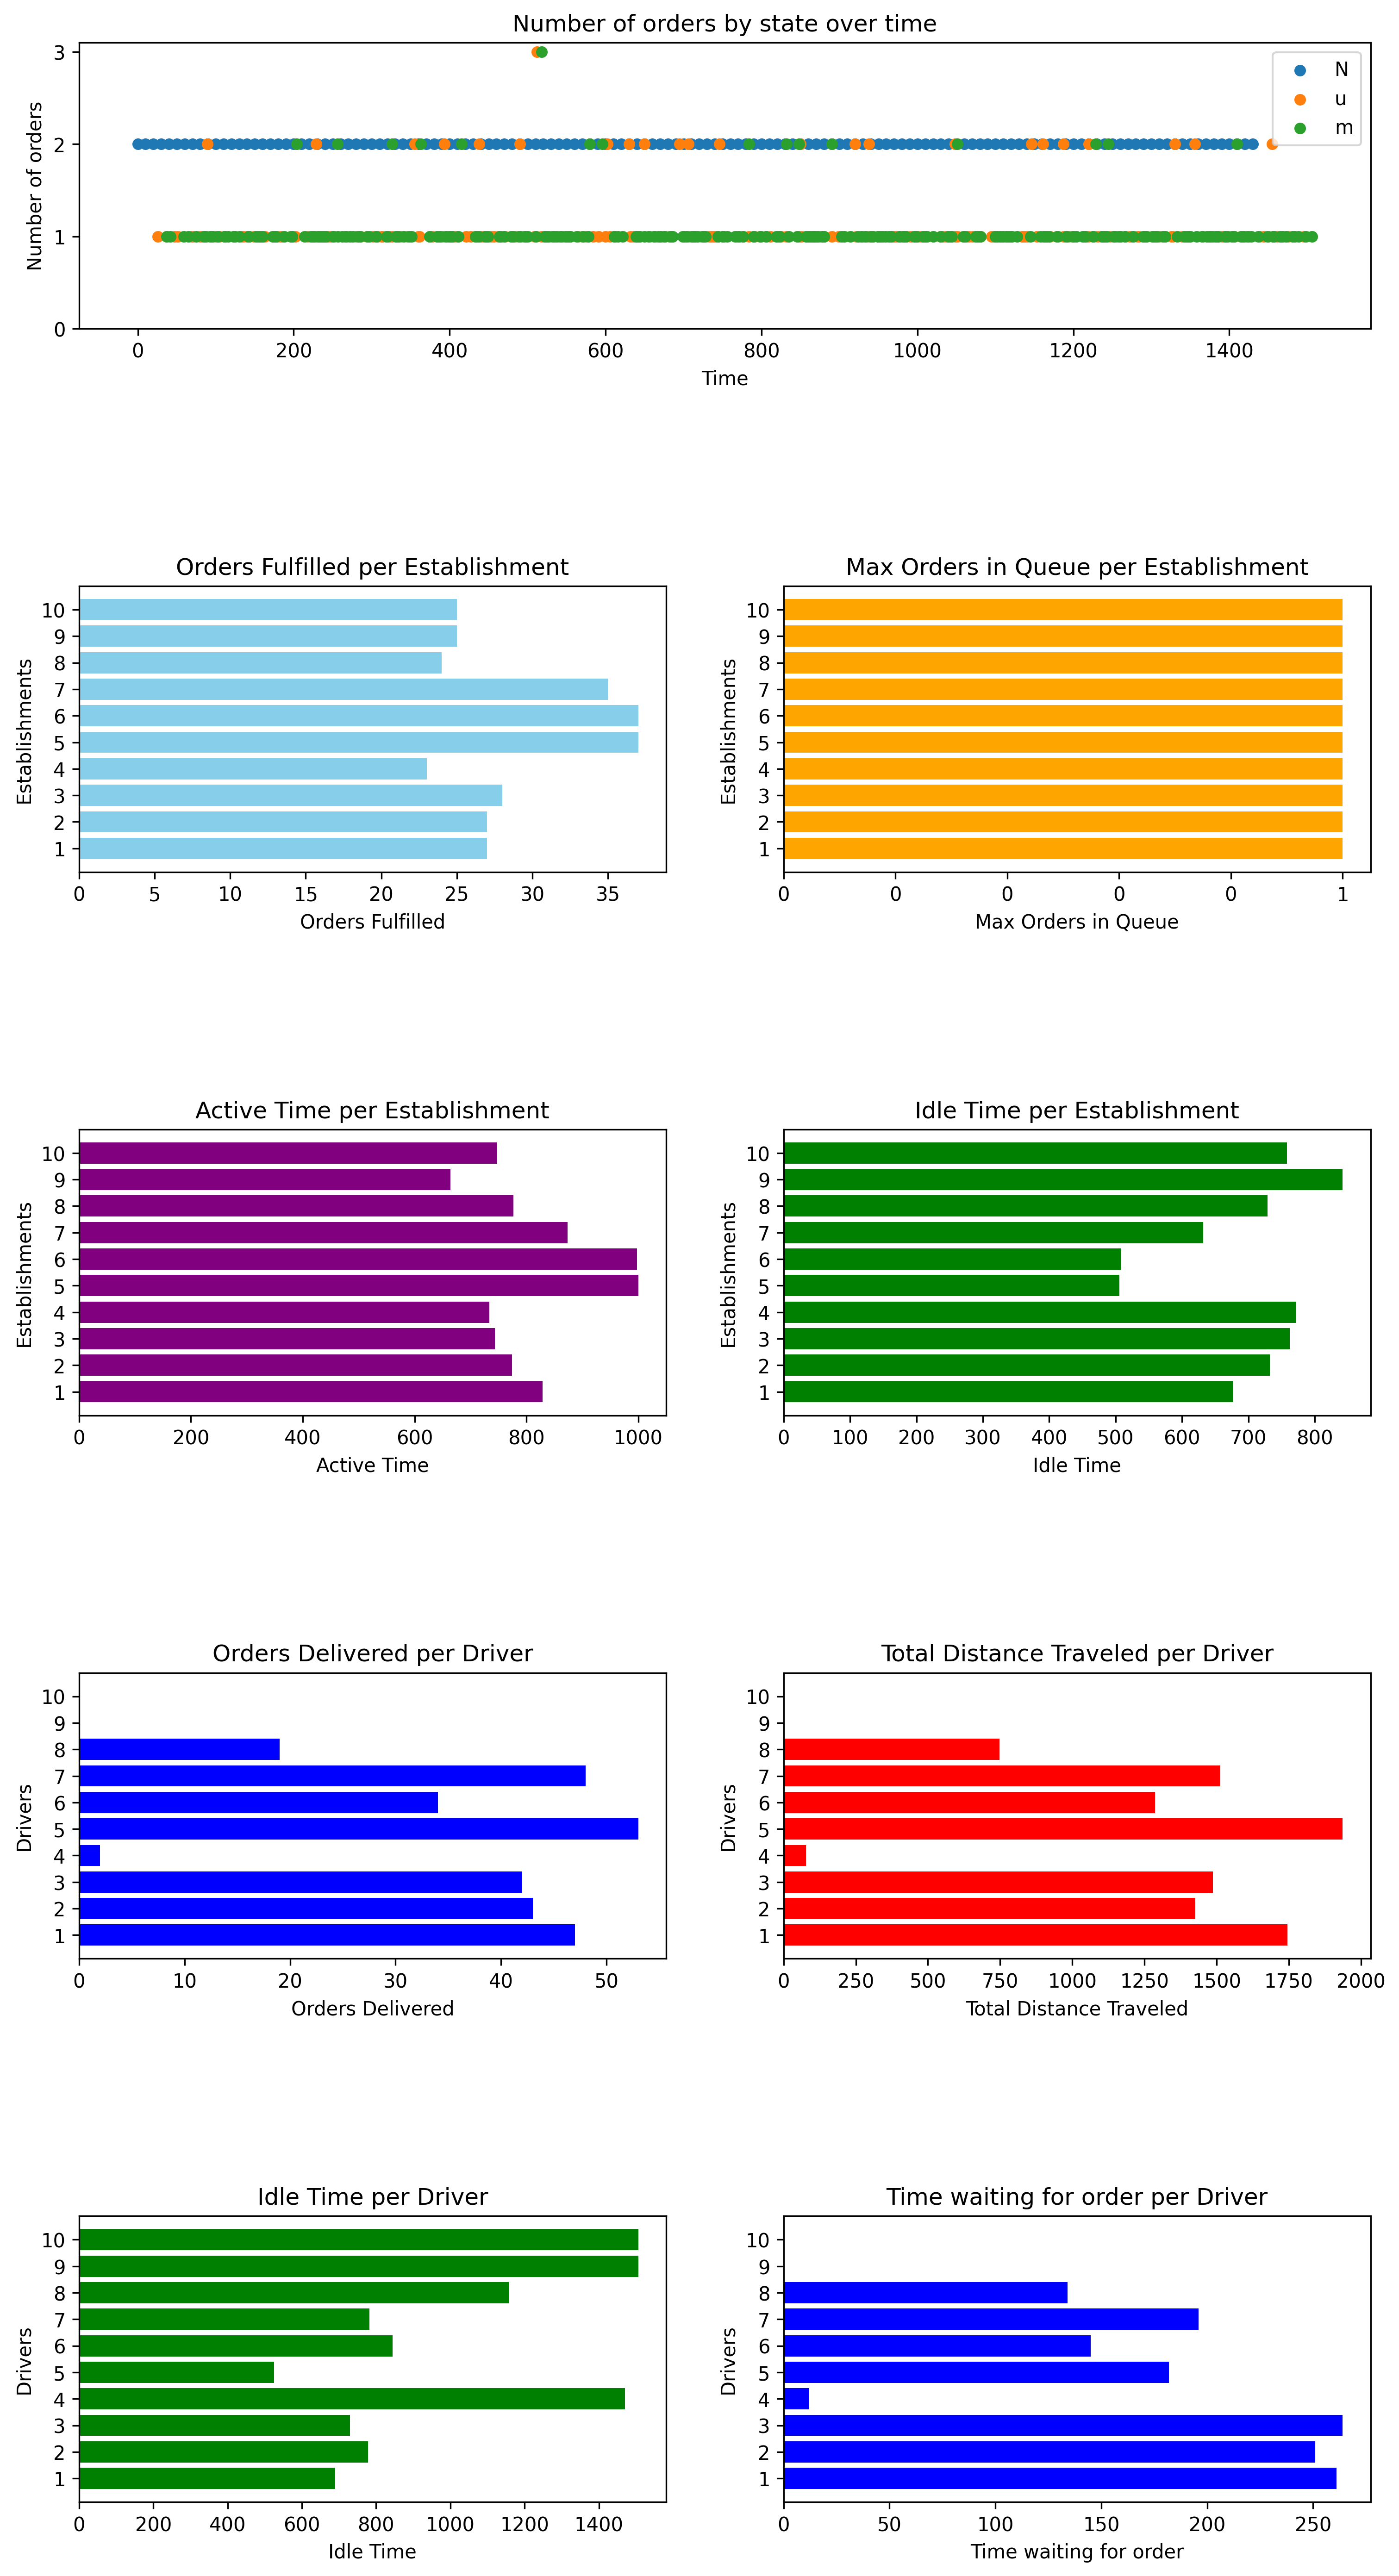 Number of orders by state over time
3
2
1
0
Number of orders
N
u
m
0 200 400 600 800 1000 1200 1400
Time
Orders Fulfilled per Establishment
10
9
8
7
6
5
4
3
2
1
Establishments
0 5 10 15 20 25 30 35
Orders Fulfilled
Max Orders in Queue per Establishment
10
9
8
7
6
5
4
3
2
1
Establishments
0 0 0 0 0 1
Max Orders in Queue
Active Time per Establishment
10
9
8
7
6
5
4
3
2
1
Establishments
0 200 400 600 800 1000
Active Time
Idle Time per Establishment
10
9
8
7
6
5
4
3
2
1
Establishments
0 100 200 300 400 500 600 700 800
Idle Time
Orders Delivered per Driver
10
9
8
7
6
5
4
3
2
1
Drivers
0 10 20 30 40 50
Orders Delivered
Total Distance Traveled per Driver
10
9
8
7
6
5
4
3
2
1
Drivers
0 250 500 750 1000 1250 1500 1750 2000
Total Distance Traveled
Idle Time per Driver
10
9
8
7
6
5
4
3
2
1
Drivers
0 200 400 600 800 1000 1200 1400
Idle Time
Time waiting for order per Driver
10
9
8
7
6
5
4
3
2
1
Drivers
0 50 100 150 200 250
Time waiting for order